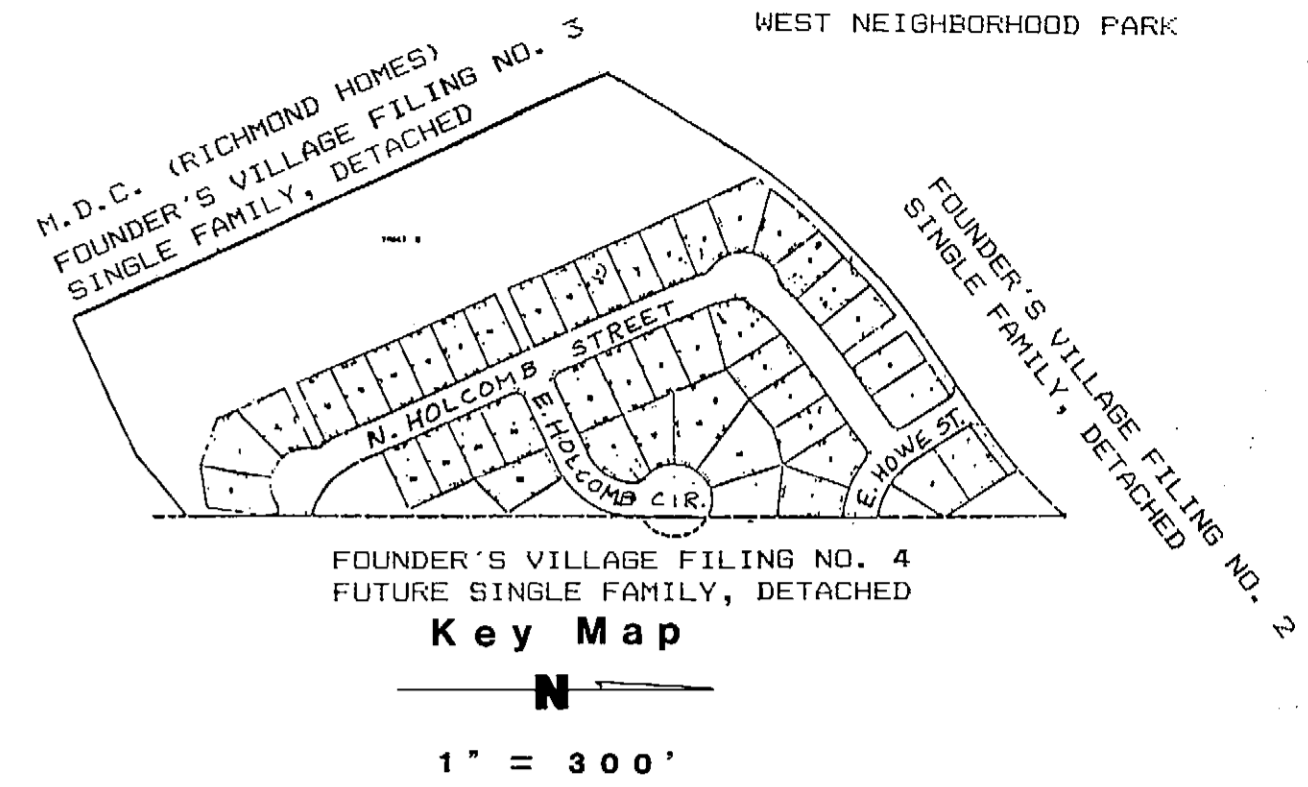 WEST NEIGHBORHOOD PARK
M.D.C. (RICHMOND HOMES)
FOUNDER'S VILLAGE FILING NO. 3
SINGLE FAMILY, DETACHED
FOUNDER'S VILLAGE FILING NO. 2
SINGLE FAMILY, DETACHED
N. HOLCOMB STREET
E. HOLCOMB CIR.
E. HOWE ST.
FOUNDER'S VILLAGE FILING NO. 4
FUTURE SINGLE FAMILY, DETACHED
Key Map
N
1" = 300'